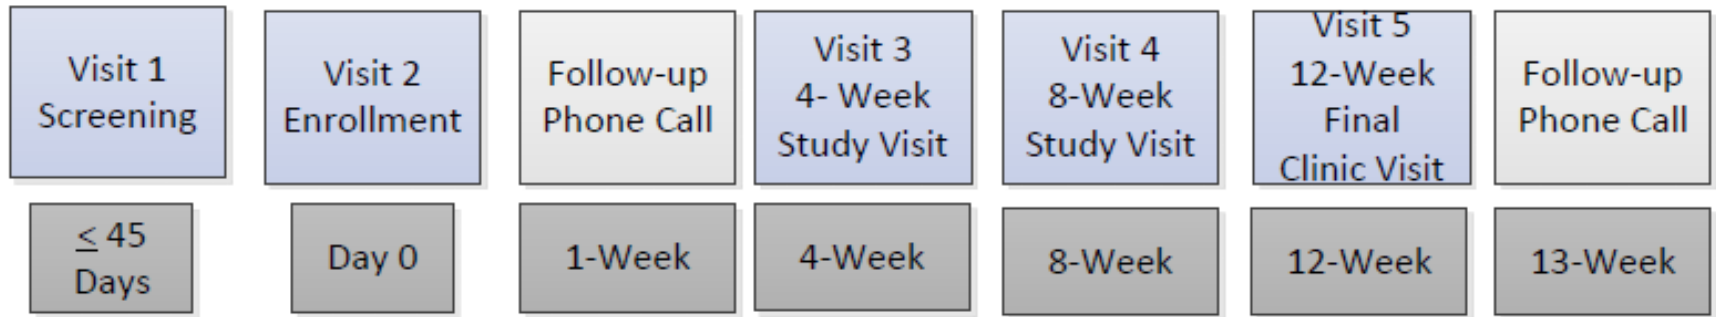 Visit 1
Screening
Visit 2
Enrollment
Follow-up
Phone Call
Visit 3
4- Week
Study Visit
Visit 4
8-Week
Study Visit
Visit 5
12-Week
Final
Clinic Visit
Follow-up
Phone Call
≤ 45
Days
Day 0
1-Week
4-Week
8-Week
12-Week
13-Week